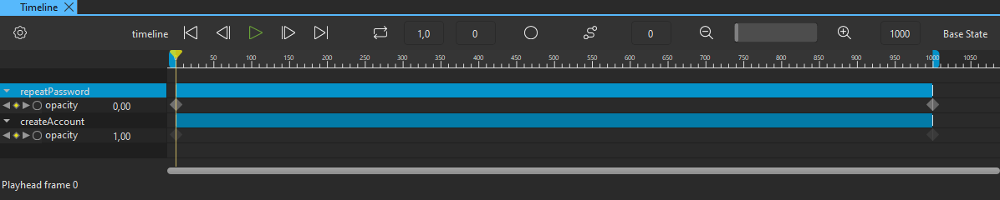 Timeline
timeline 1,0 0 0 1000 Base State
50 100 150 200 250 300 350 400 450 500 550 600 650 700 750 800 850 900 950 1000 1050
repeatPassword
opacity 0,00
createAccount
opacity 1,00
Playhead frame 0